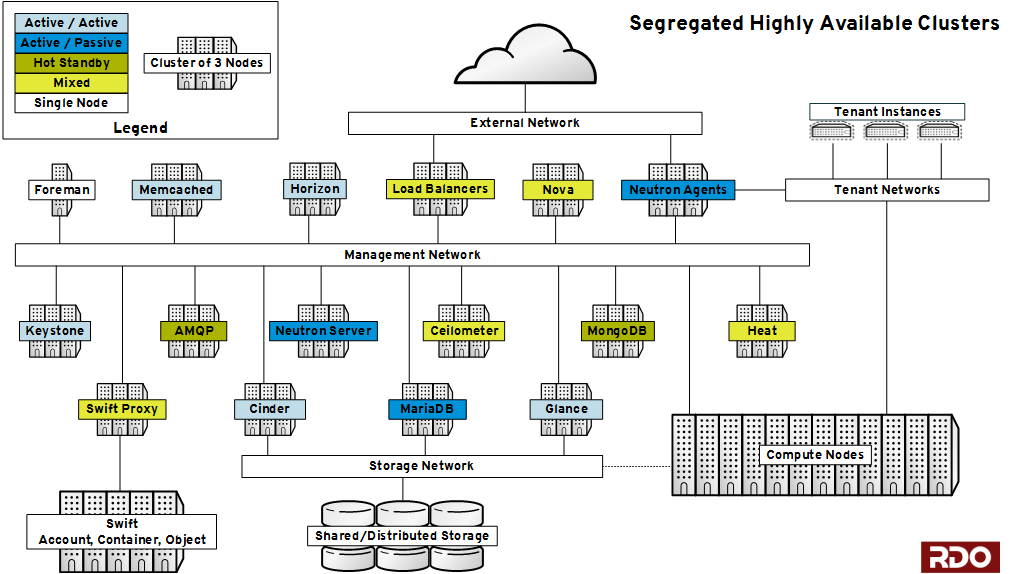 Segregated Highly Available Clusters
Active / Active
Active / Passive
Hot Standby
Mixed
Single Node
Cluster of 3 Nodes
Legend
External Network
Tenant Instances
Foreman
Memcached
Horizon
Load Balancers
Nova
Neutron Agents
Tenant Networks
Management Network
Keystone
AMQP
Neutron Server
Ceilometer
MongoDB
Heat
Swift Proxy
Cinder
MariaDB
Glance
Compute Nodes
Storage Network
Swift
Account, Container, Object
Shared/Distributed Storage
RDO